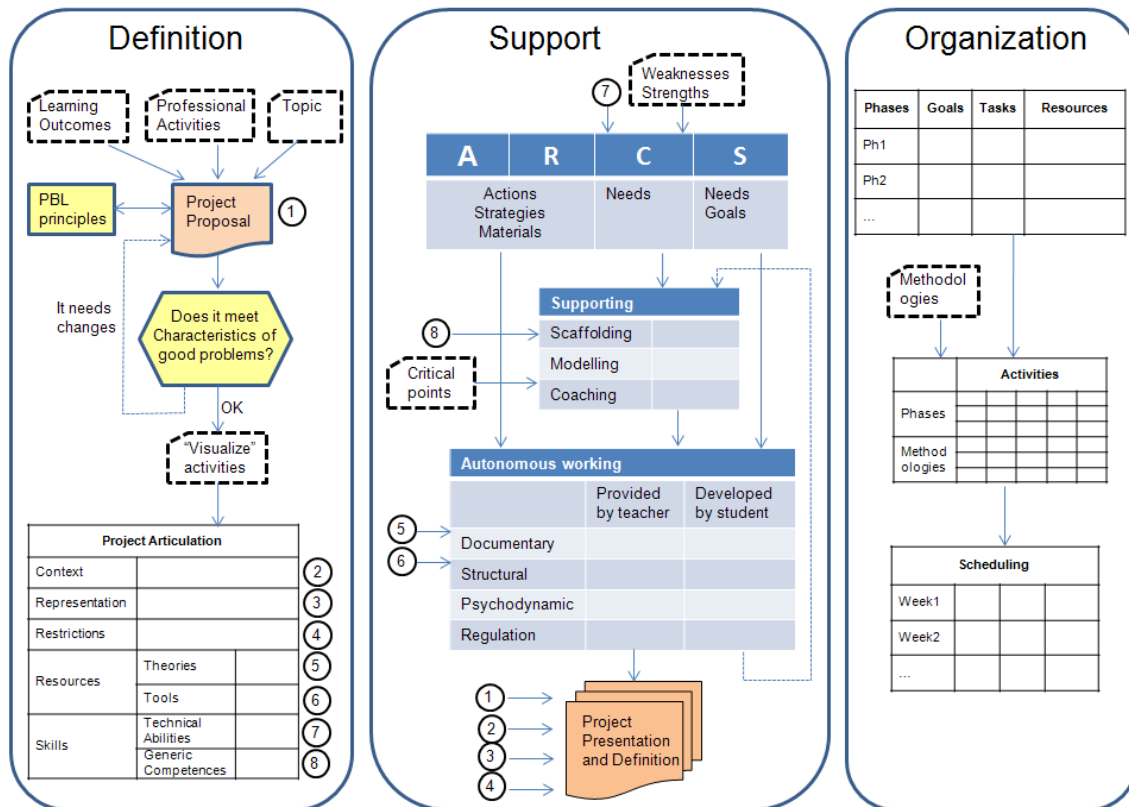 Definition
Learning
Outcomes
Professional
Activities
Topic
PBL
principles
Project
Proposal
1
It needs
changes
Does it meet
Characteristics of
good problems?
OK
“Visualize”
activities
Project Articulation
Context
2
Representation
3
Restrictions
4
Resources
Theories
5
Tools
6
Skills
Technical
Abilities
7
Generic
Competences
8
Support
7
Weaknesses
Strengths
A R C S
Actions
Strategies
Materials
Needs
Needs
Goals
Supporting
8
Scaffolding
Modelling
Coaching
Critical
points
Autonomous working
Provided
by teacher
Developed
by student
5
Documentary
6
Structural
Psychodynamic
Regulation
1
2
3
4
Project
Presentation
and Definition
Organization
Phases Goals Tasks Resources
Ph1
Ph2
...
Methodol
ogies
Activities
Phases
Method
ologies
Scheduling
Week1
Week2
...